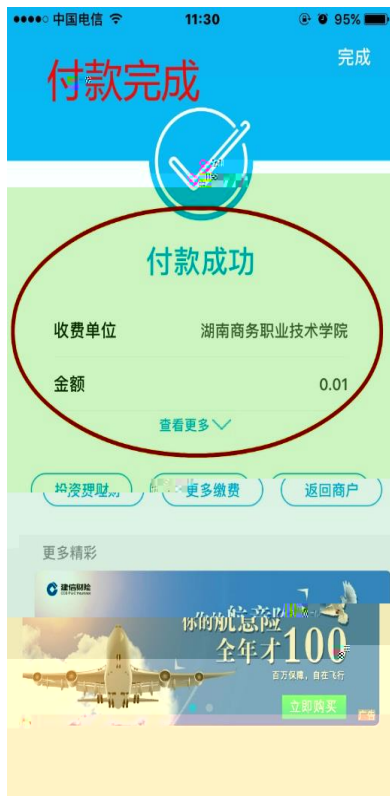 中国电信 11:30 95%
完成
付款完成
付款成功
收费单位 湖南商务职业技术学院
金额 0.01
查看更多
投资理财 更多缴费 返回商户
更多精彩
建信财险
你的航意险
全年才100
百万保障，自在飞行
立即购买
广告